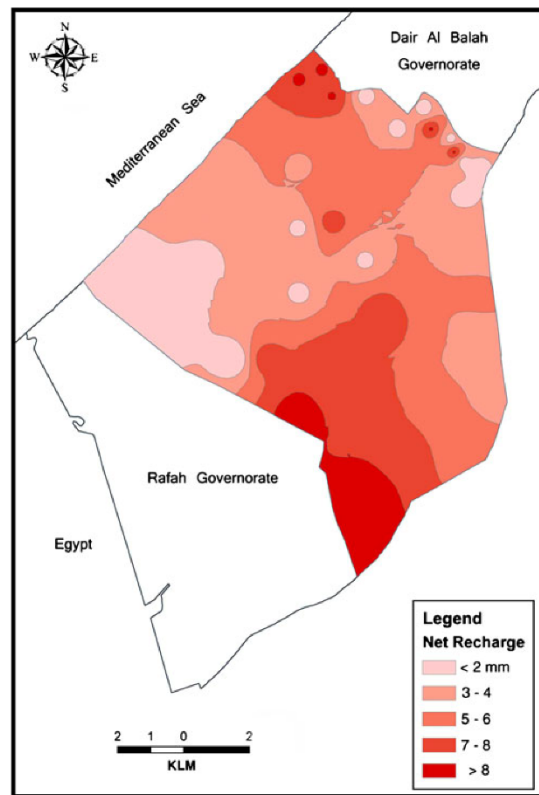 N
W E
S
Dair Al Balah
Governorate
Mediterranean Sea
Rafah Governorate
Egypt
Legend
Net Recharge
< 2 mm
3 - 4
5 - 6
7 - 8
> 8
2 1 0 2
KLM